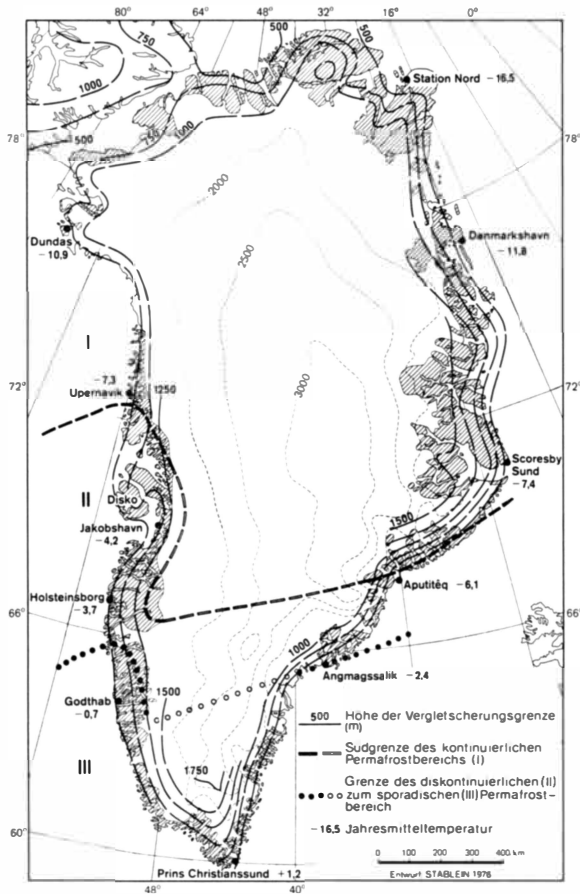 80° 64° 48° 32° 16° 0°
500
750
1000
500
500
Station Nord -16,5
78°
500
750
1000
78°
2000
Dundas
-10,9
2500
Danmarkshavn
-11,8
I
-7,3
Upernavik
1250
3000
72°
72°
Scoresby
Sund
-7,4
II
Disko
Jakobshavn
-4,2
1500
Holsteinsborg
-3,7
Aputitêq -6,1
66°
66°
1000
Angmagssalik -2,4
Godthab
-0,7
1500
III
1750
500 Höhe der Vergletscherungsgrenze
(m)
Sudgrenze des kontinuierlichen
Permafrostbereichs (I)
Grenze des diskontinuierlichen (II)
zum sporadischen (III) Permafrost-
bereich
-16,5 Jahresmitteltemperatur
0 100 200 300 400 km
Entwurf STÄBLEIN 1976
60°
Prins Christianssund +1,2
48° 40°